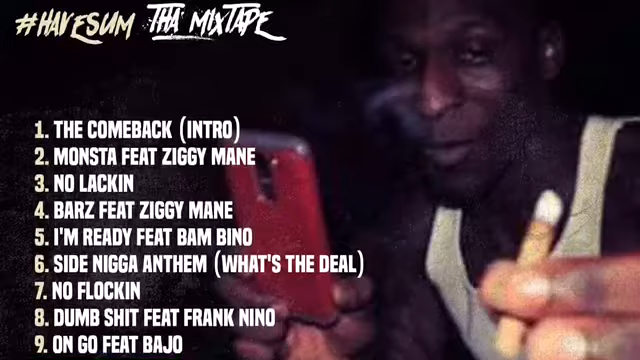 #HAVESUM THA MIXTAPE
1. THE COMEBACK (INTRO)
2. MONSTA FEAT ZIGGY MANE
3. NO LACKIN
4. BARZ FEAT ZIGGY MANE
5. I'M READY FEAT BAM BINO
6. SIDE NIGGA ANTHEM (WHAT'S THE DEAL)
7. NO FLOCKIN
8. DUMB SHIT FEAT FRANK NINO
9. ON GO FEAT BAJO